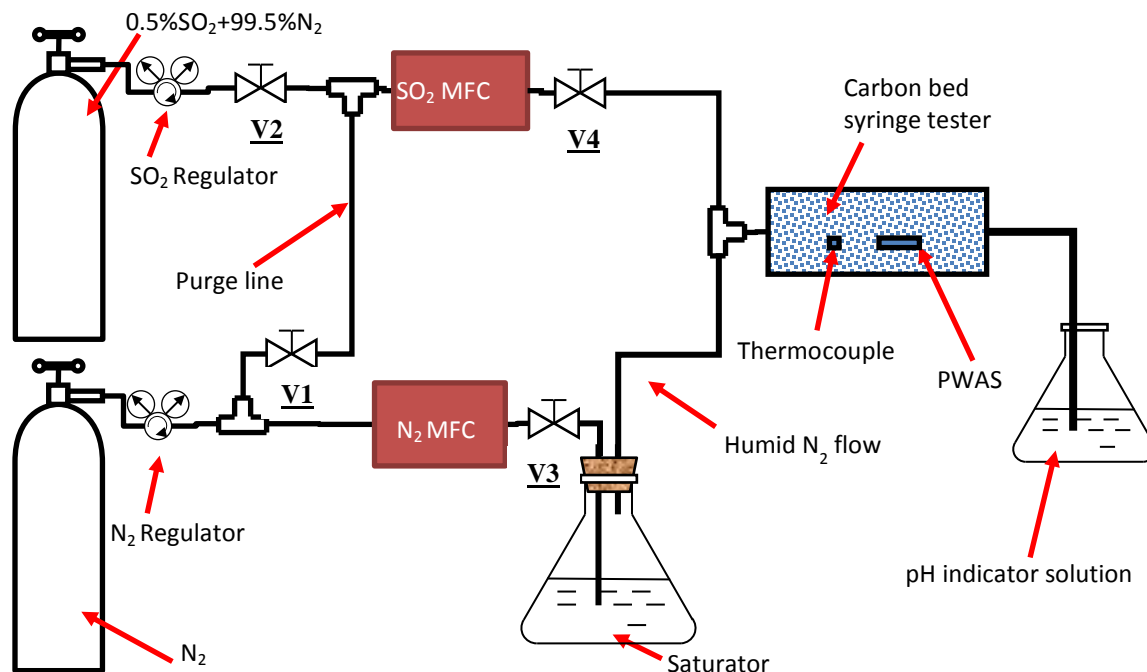 0.5%SO₂+99.5%N₂
SO₂ MFC
Carbon bed
syringe tester
V2
V4
SO₂ Regulator
Purge line
Thermocouple
PWAS
V1
N₂ MFC
Humid N₂ flow
V3
N₂ Regulator
pH indicator solution
N₂
Saturator